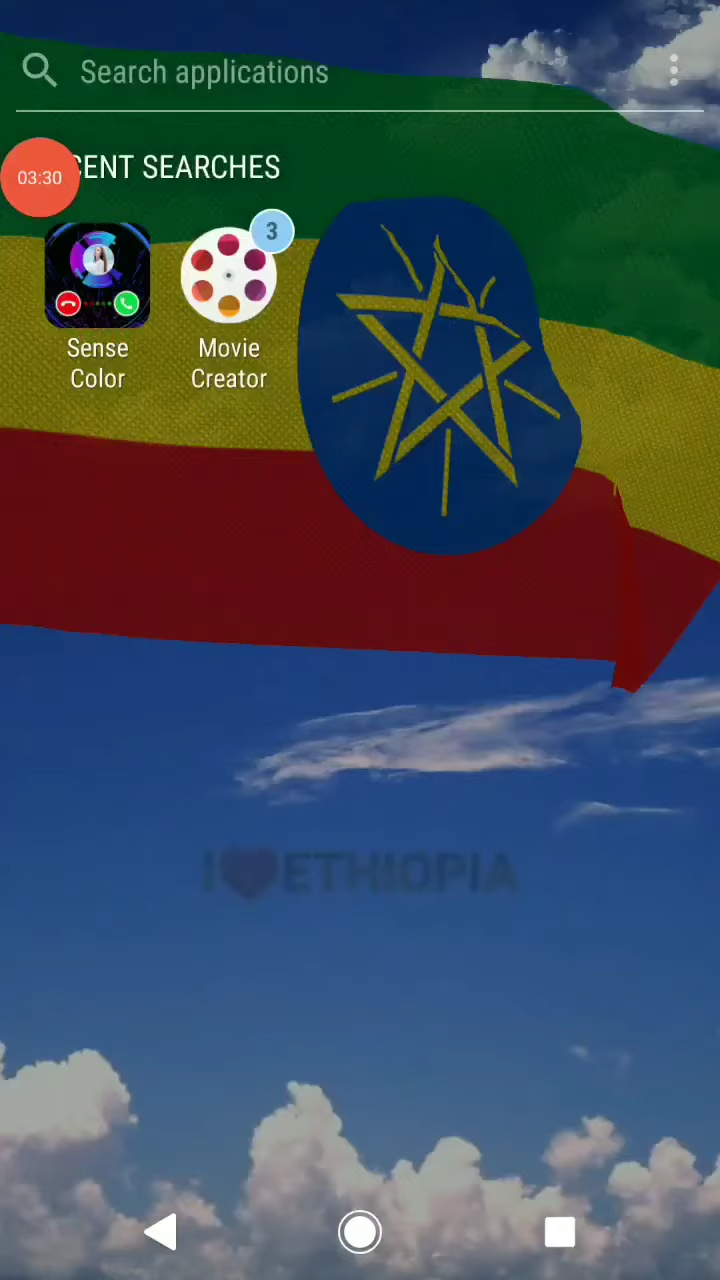 Search applications
CENT SEARCHES
03:30
3
Sense
Color
Movie
Creator
I❤ETHIOPIA